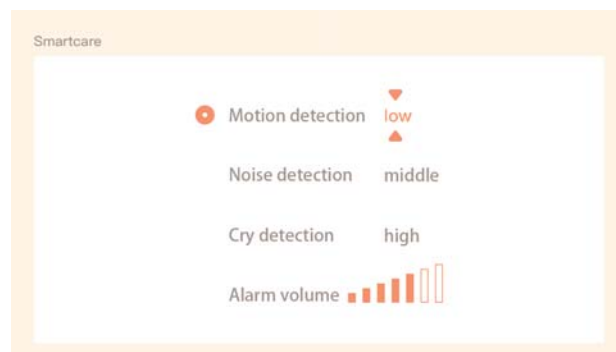 Smartcare
Motion detection low
Noise detection middle
Cry detection high
Alarm volume